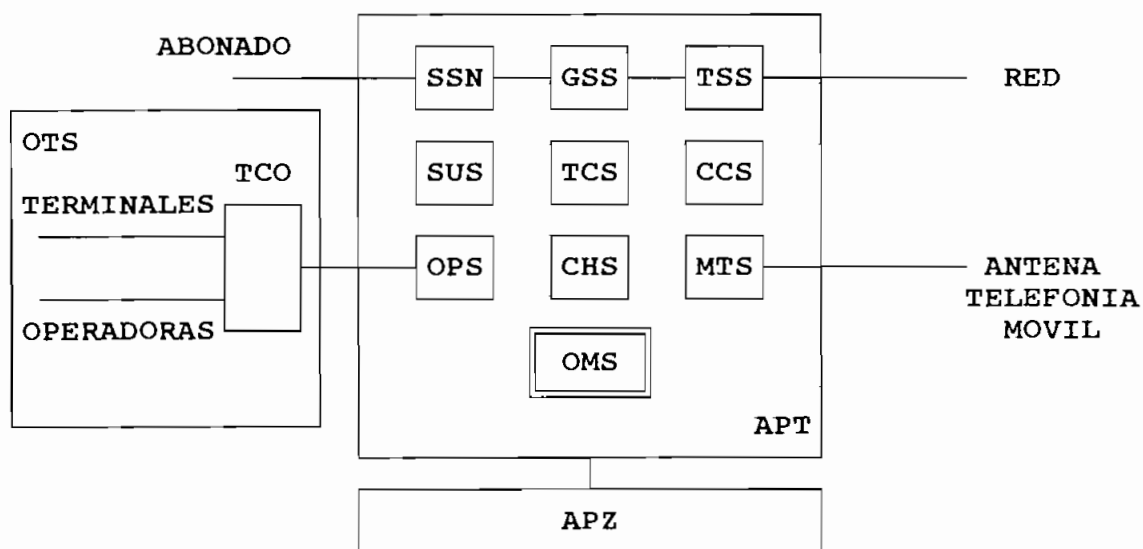 ABONADO
SSN GSS TSS RED
OTS
TCO SUS TCS CCS
TERMINALES
OPS CHS MTS ANTENA
TELEFONIA
OPERADORAS MOVIL
OMS
APT
APZ